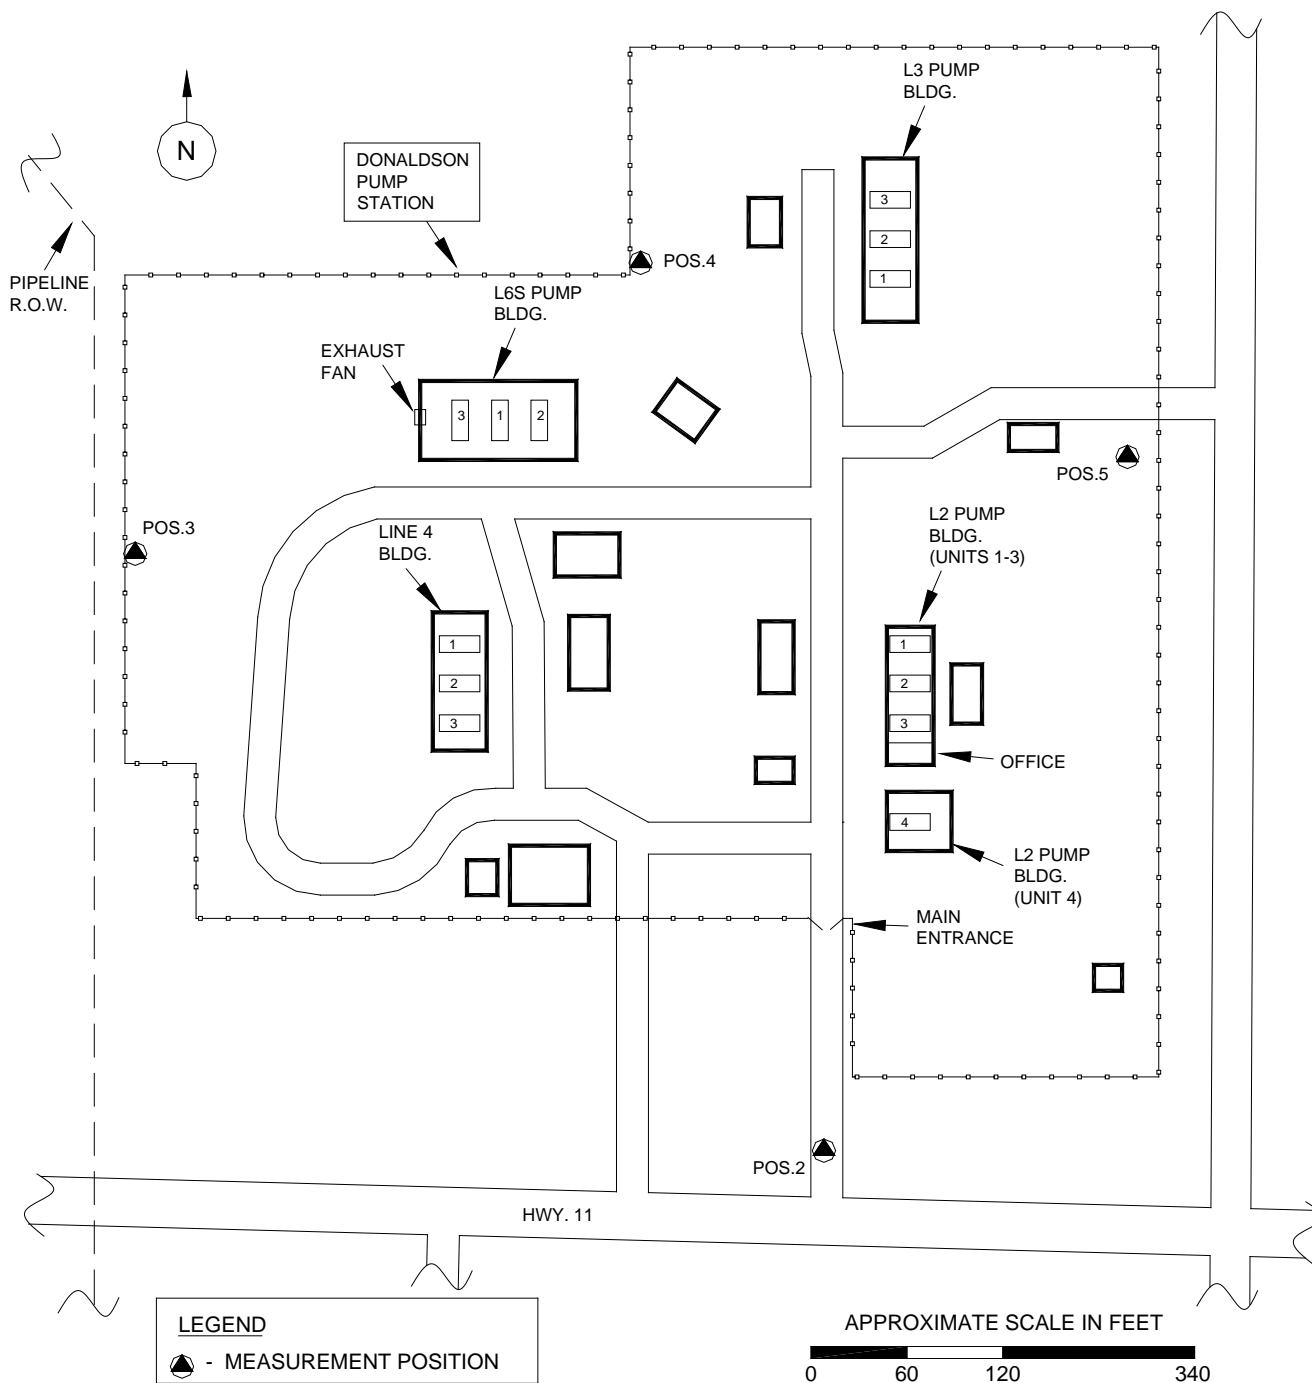 L3 PUMP
BLDG.
N
DONALDSON
PUMP
STATION
3
2
1
PIPELINE
R.O.W.
POS.4
L6S PUMP
BLDG.
EXHAUST
FAN
3 1 2
POS.5
POS.3
LINE 4
BLDG.
L2 PUMP
BLDG.
(UNITS 1-3)
1
2
3
1
2
3
OFFICE
4
L2 PUMP
BLDG.
(UNIT 4)
MAIN
ENTRANCE
POS.2
HWY. 11
LEGEND
- MEASUREMENT POSITION
APPROXIMATE SCALE IN FEET
0 60 120 340